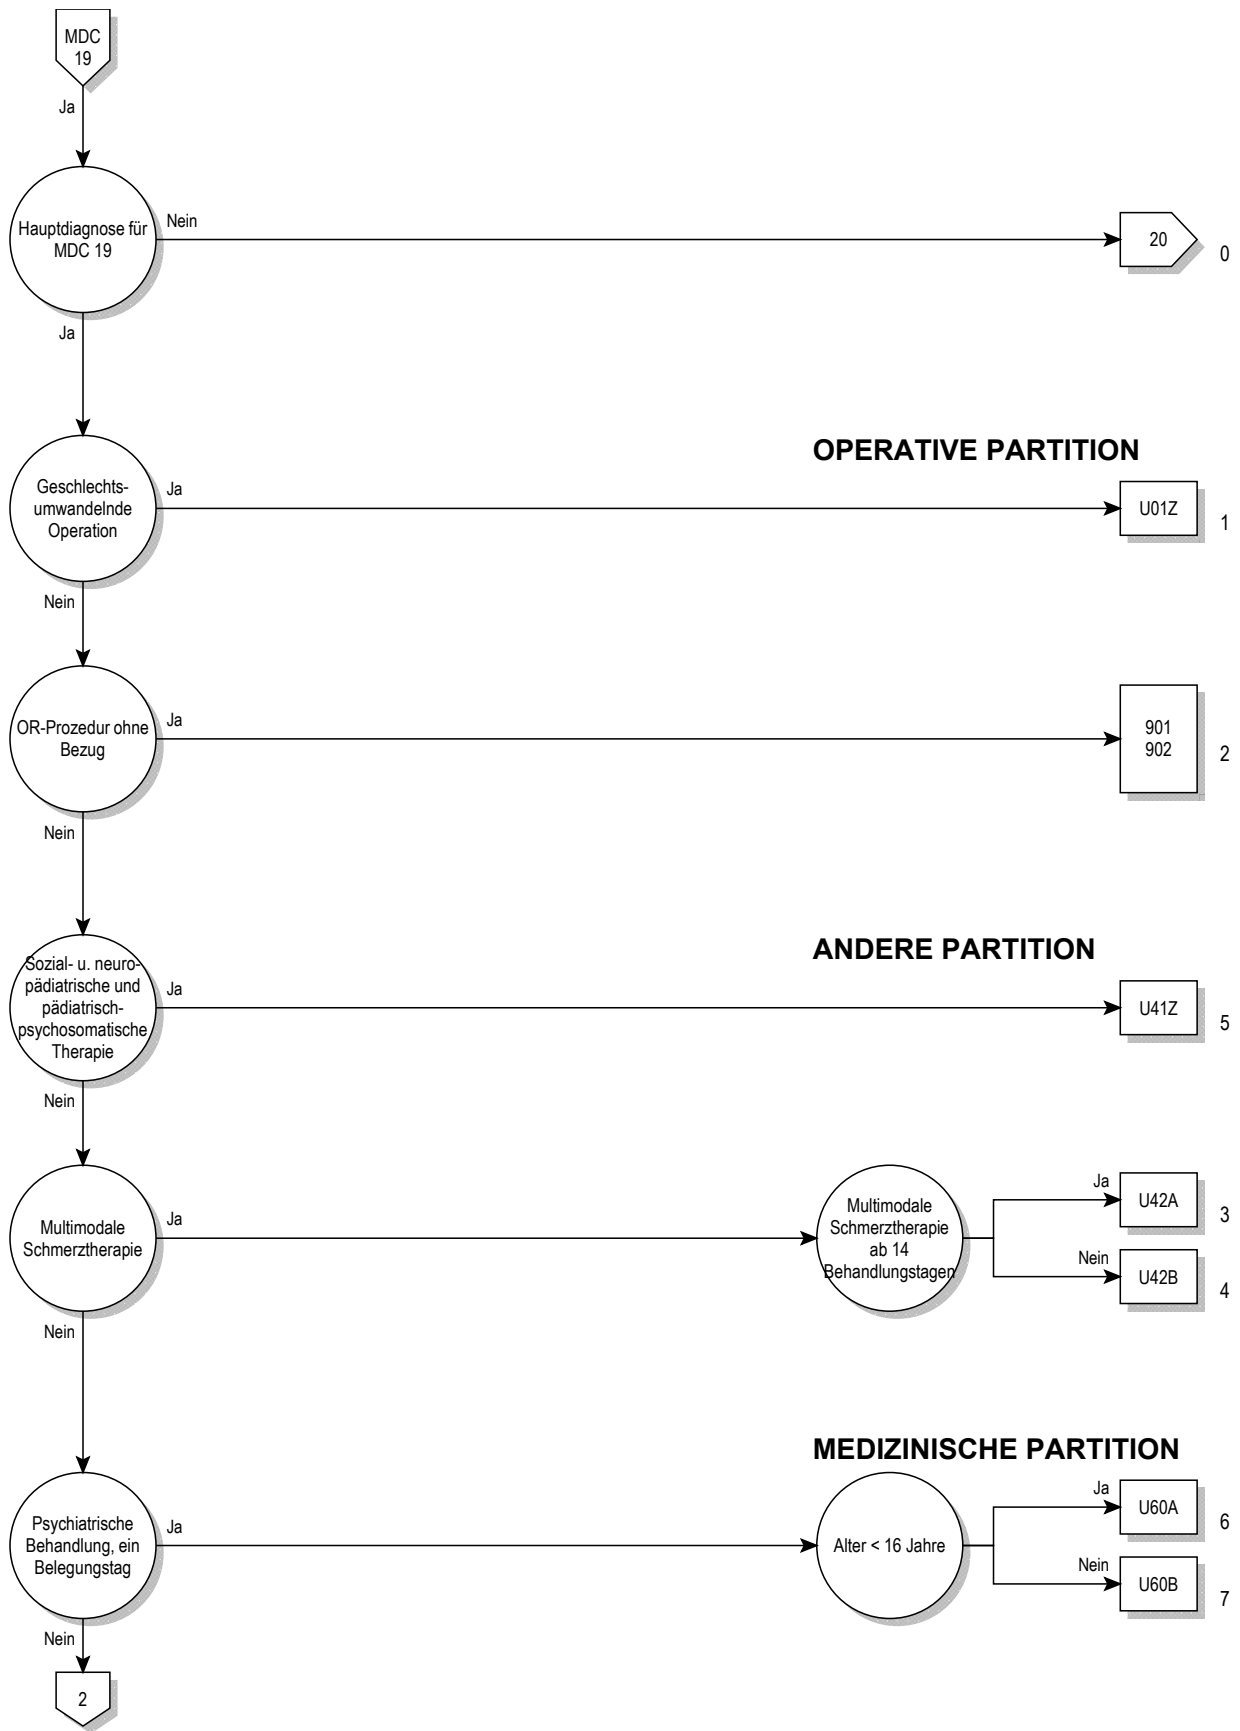 MDC
19
Ja
Hauptdiagnose für
MDC 19
Nein
20
0
Ja
OPERATIVE PARTITION
Geschlechts-
umwandelnde
Operation
Ja
U01Z
1
Nein
OR-Prozedur ohne
Bezug
Ja
901
902
2
Nein
ANDERE PARTITION
Sozial- u. neuro-
pädiatrische und
pädiatrisch-
psychosomatische
Therapie
Ja
U41Z
5
Nein
Multimodale
Schmerztherapie
Ja
Multimodale
Schmerztherapie
ab 14
Behandlungstagen
Ja
U42A
3
Nein
U42B
4
Nein
MEDIZINISCHE PARTITION
Psychiatrische
Behandlung, ein
Belegungstag
Ja
Alter < 16 Jahre
Ja
U60A
6
Nein
U60B
7
Nein
2